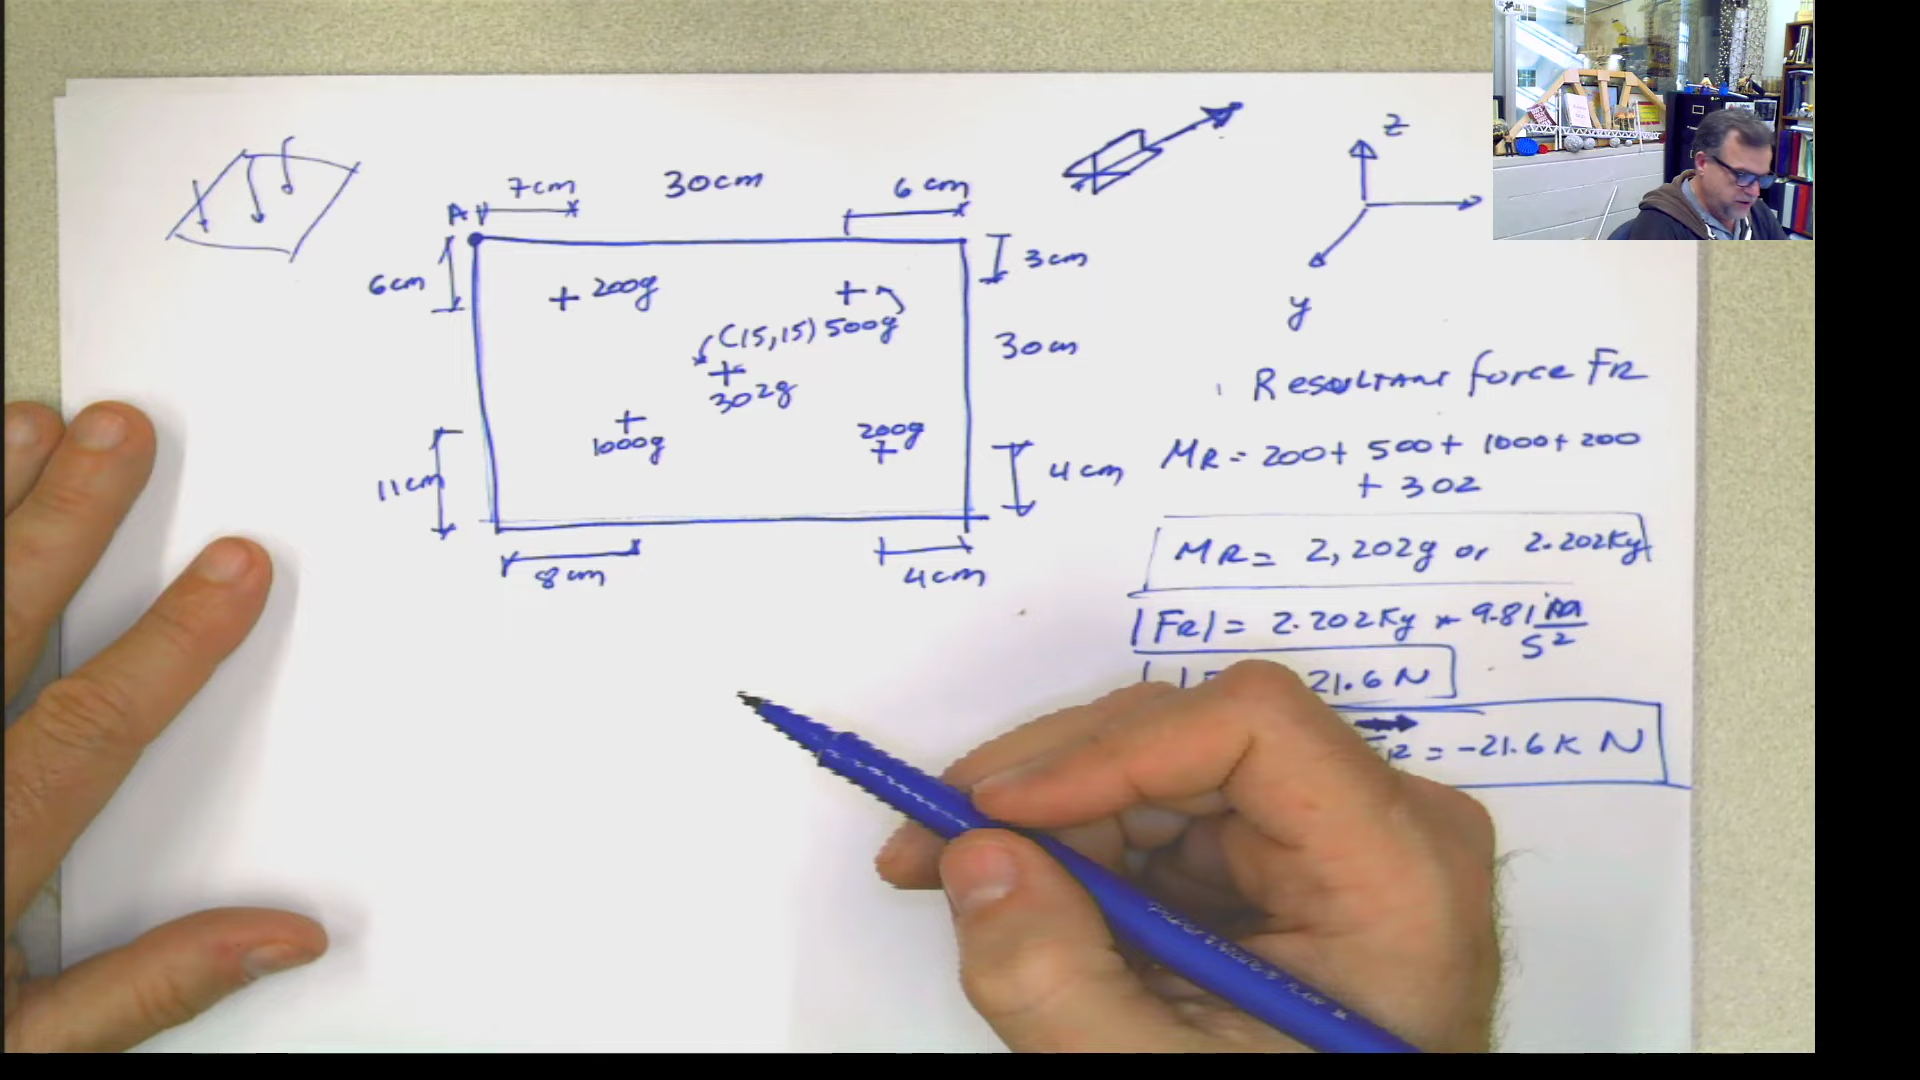 7cm
30cm
6cm
A
6cm
3cm
+ 200g
+
(15,15) 500g
+
302g
30cm
+
1000g
200g
+
11cm
4cm
8cm
4cm
z
y
Resultant force FR
MR = 200 + 500 + 1000 + 200
+ 302
MR = 2,202g or 2.202Kg
|FR| = 2.202Kg * 9.81 m
s²
21.6 N
R = -21.6 K N